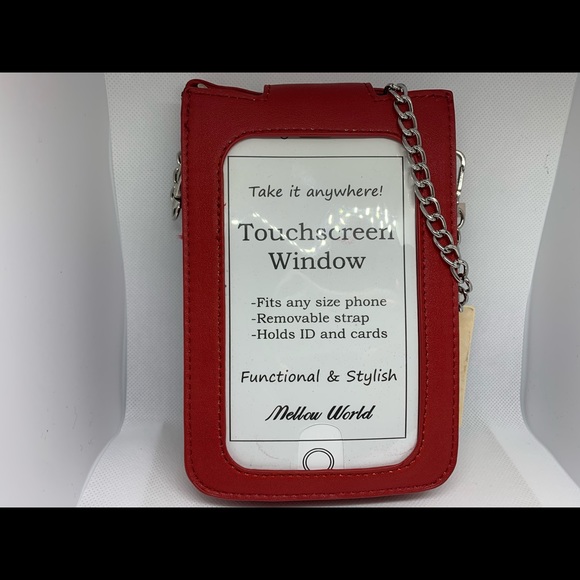 Take it anywhere!
Touchscreen
Window
-Fits any size phone
-Removable strap
-Holds ID and cards
Functional & Stylish
Mellow World